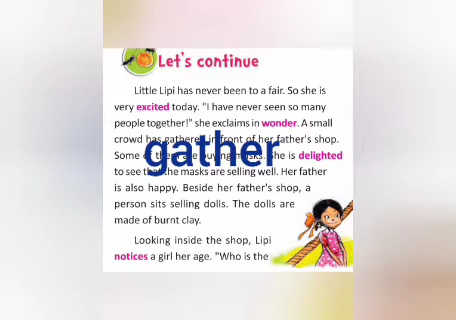 Let's continue
Little Lipi has never been to a fair. So she is
very excited today. "I have never seen so many
people together!" she exclaims in wonder. A small
crowd has gathered in front of her father's shop.
gather
Some of them are buying masks. She is delighted
to see that the masks are selling well. Her father
is also happy. Beside her father's shop, a
person sits selling dolls. The dolls are
made of burnt clay.
Looking inside the shop, Lipi
notices a girl her age. "Who is the